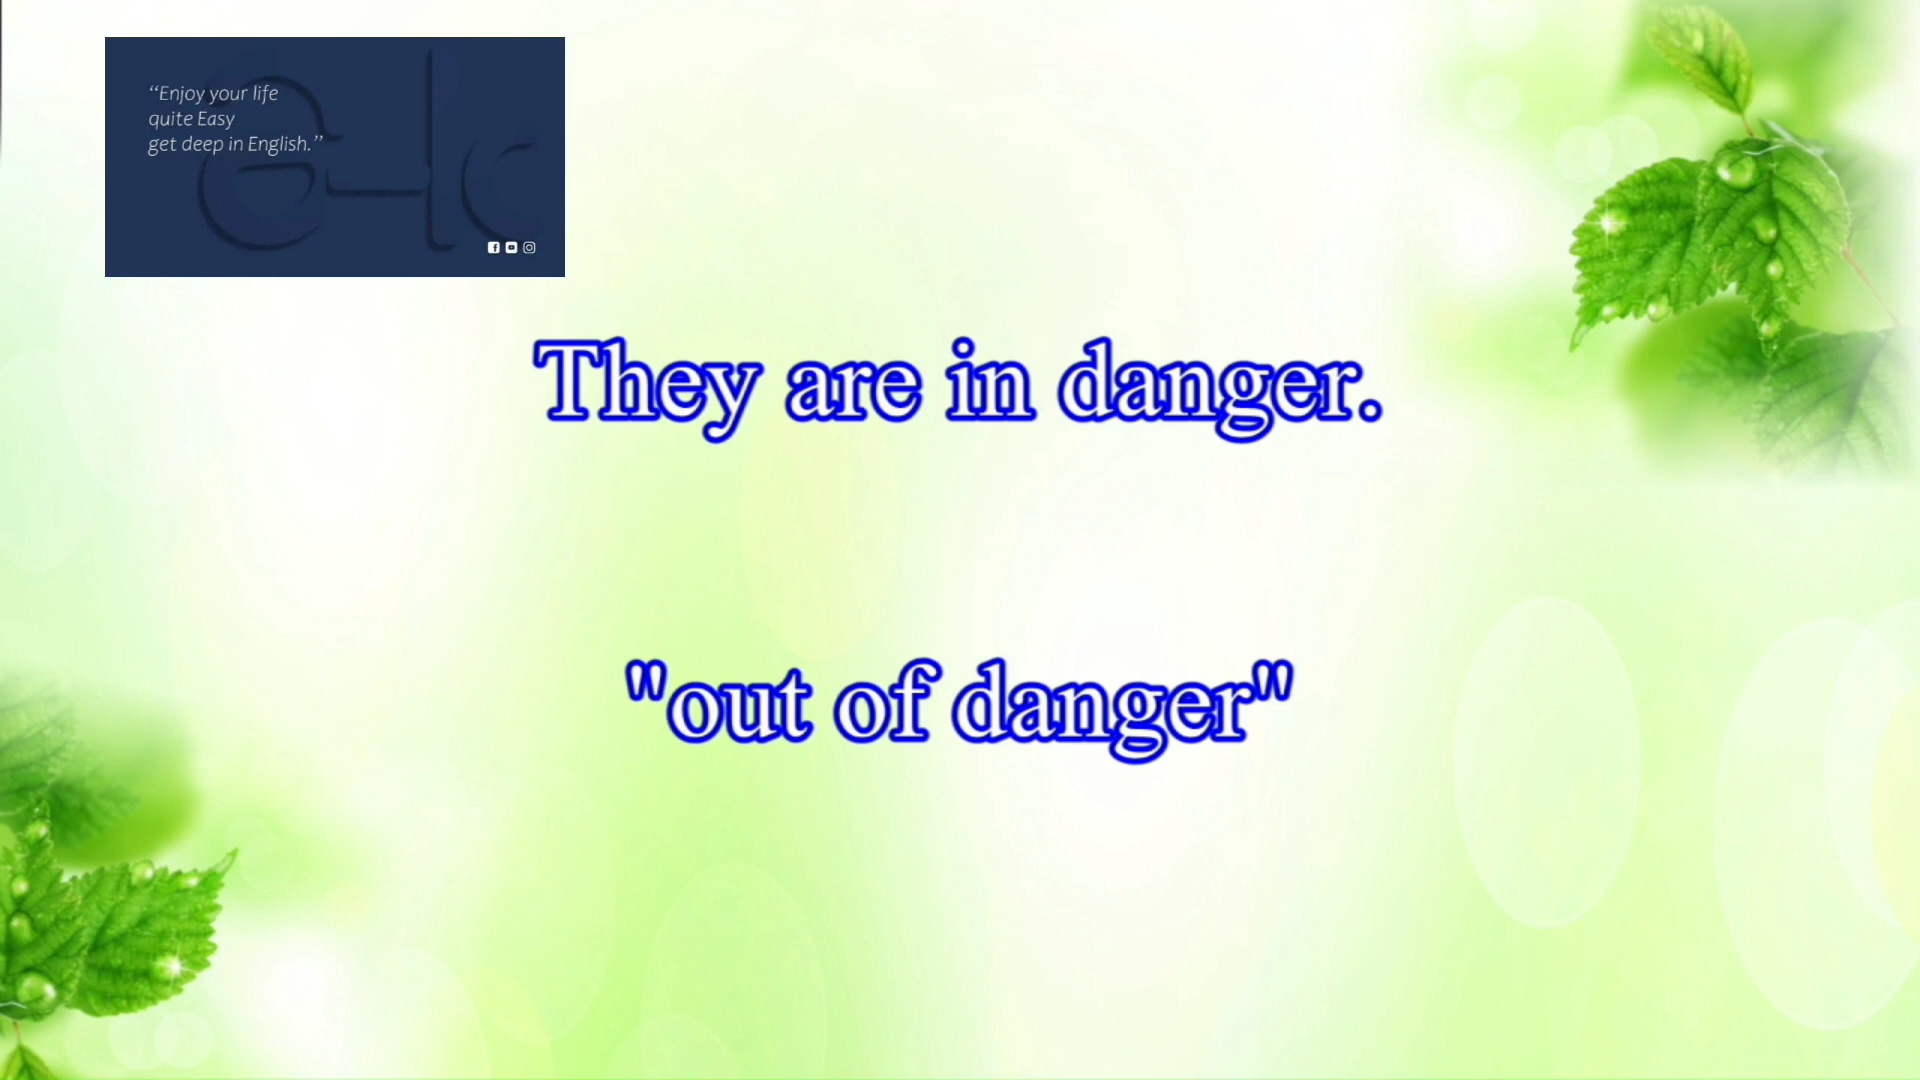 “Enjoy your life
quite Easy
get deep in English.”
They are in danger.
"out of danger"